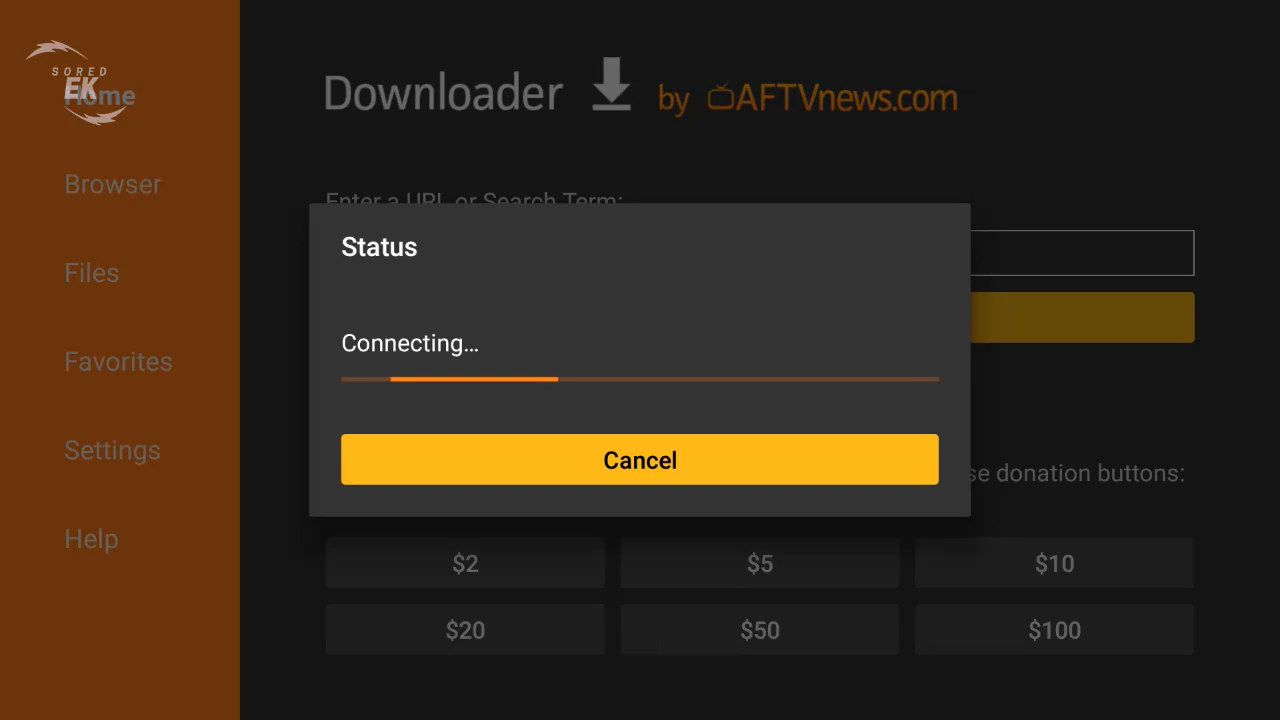 SORED
EK
Home
Browser
Files
Favorites
Settings
Help
Downloader by AFTVnews.com
Enter a URL or Search Term:
Status
Connecting...
Cancel
se donation buttons:
$2 $5 $10
$20 $50 $100